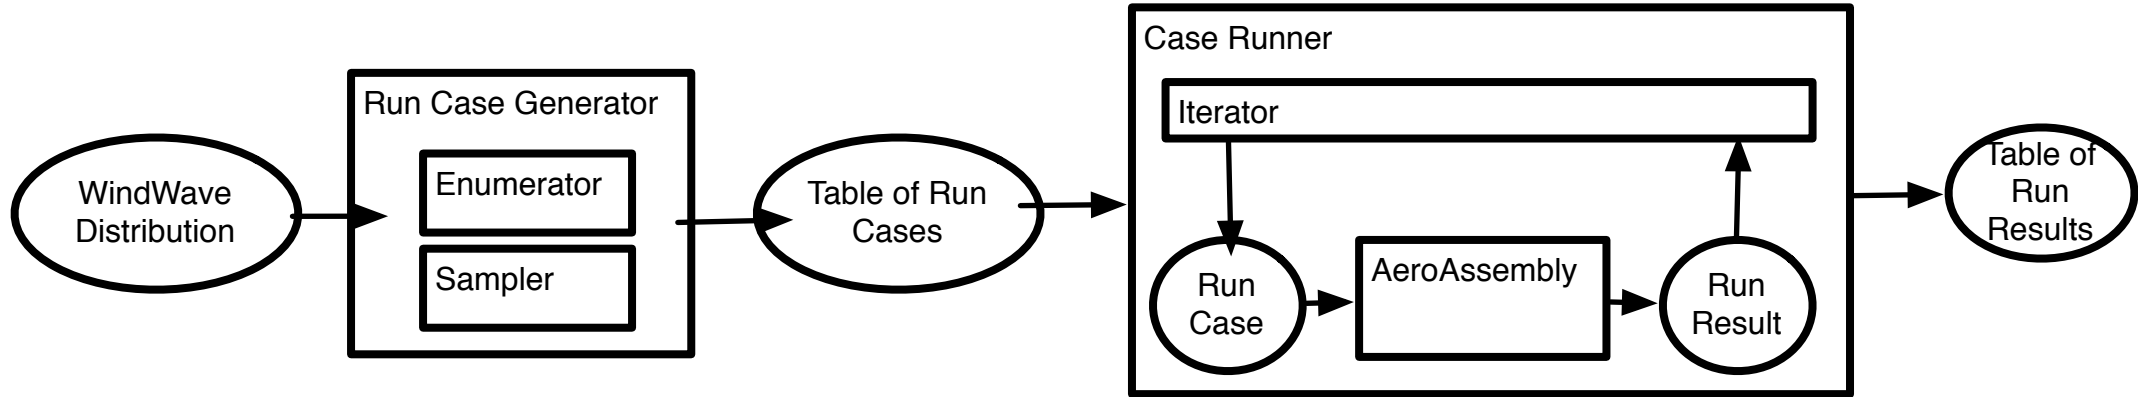 WindWave
Distribution
Run Case Generator
Enumerator
Sampler
Table of Run
Cases
Case Runner
Iterator
Run
Case
AeroAssembly
Run
Result
Table of
Run
Results